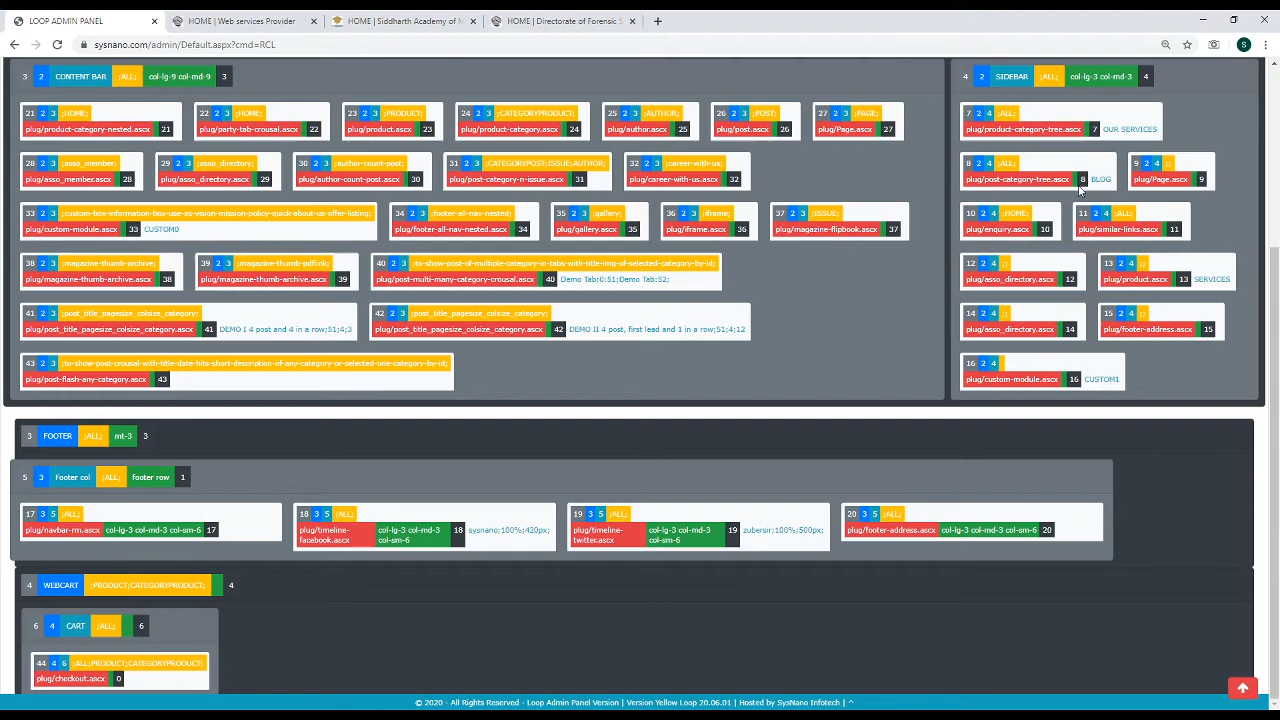 LOOP ADMIN PANEL
HOME | Web services Provider
HOME | Siddharth Academy of M
HOME | Directorate of Forensic S
sysnano.com/admin/Default.aspx?cmd=RCL
S
3 2 CONTENT BAR ;ALL; col-lg-9 col-md-9 3
4 2 SIDEBAR ;ALL; col-lg-3 col-md-3 4
21 2 3 ;HOME;
plug/product-category-nested.ascx 21
22 2 3 ;HOME;
plug/party-tab-crousal.ascx 22
23 2 3 ;PRODUCT;
plug/product.ascx 23
24 2 3 ;CATEGORYPRODUCT;
plug/product-category.ascx 24
25 2 3 ;AUTHOR;
plug/author.ascx 25
26 2 3 ;POST;
plug/post.ascx 26
27 2 3 ;PAGE;
plug/Page.ascx 27
7 2 4 ;ALL;
plug/product-category-tree.ascx 7 OUR SERVICES
28 2 3 ;asso_member;
plug/asso_member.ascx 28
29 2 3 ;asso_directory;
plug/asso_directory.ascx 29
30 2 3 ;author-count-post;
plug/author-count-post.ascx 30
31 2 3 ;CATEGORYPOST;ISSUE;AUTHOR;
plug/post-category-n-issue.ascx 31
32 2 3 ;career-with-us;
plug/career-with-us.ascx 32
8 2 4 ;ALL;
plug/post-category-tree.ascx 8 BLOG
9 2 4 ;;
plug/Page.ascx 9
33 2 3 ;custom-box-information-box-use-as-vision-mission-policy-quick-about-us-offer-listing;
plug/custom-module.ascx 33 CUSTOM0
34 2 3 ;footer-all-nav-nested;
plug/footer-all-nav-nested.ascx 34
35 2 3 ;gallery;
plug/gallery.ascx 35
36 2 3 ;iframe;
plug/iframe.ascx 36
37 2 3 ;ISSUE;
plug/magazine-flipbook.ascx 37
10 2 4 ;HOME;
plug/enquiry.ascx 10
11 2 4 ;ALL;
plug/similar-links.ascx 11
38 2 3 ;magazine-thumb-archive;
plug/magazine-thumb-archive.ascx 38
39 2 3 ;magazine-thumb-pdflink;
plug/magazine-thumb-archive.ascx 39
40 2 3 ;to-show-post-of-multiple-category-in-tabs-with-title-img-of-selected-category-by-id;
plug/post-multi-many-category-crousal.ascx 40 Demo Tab:0:51;Demo Tab:52;
12 2 4 ;;
plug/asso_directory.ascx 12
13 2 4 ;;
plug/product.ascx 13 SERVICES
41 2 3 ;post_title_pagesize_colsize_category;
plug/post_title_pagesize_colsize_category.ascx 41 DEMO I 4 post and 4 in a row;51;4;3
42 2 3 ;post_title_pagesize_colsize_category;
plug/post_title_pagesize_colsize_category.ascx 42 DEMO II 4 post, first lead and 1 in a row;51;4;12
14 2 4 ;;
plug/asso_directory.ascx 14
15 2 4 ;;
plug/footer-address.ascx 15
43 2 3 ;to-show-post-crousal-with-title-date-hits-short-description-of-any-category-or-selected-one-category-by-id;
plug/post-flash-any-category.ascx 43
16 2 4
plug/custom-module.ascx 16 CUSTOM1
3 FOOTER ;ALL; mt-3 3
5 3 Footer col ;ALL; footer row 1
17 3 5 ;ALL;
plug/navbar-rm.ascx col-lg-3 col-md-3 col-sm-6 17
18 3 5 ;ALL;
plug/timeline-facebook.ascx col-lg-3 col-md-3 col-sm-6 18 sysnano;100%;420px;
19 3 5 ;ALL;
plug/timeline-twitter.ascx col-lg-3 col-md-3 col-sm-6 19 zubersir;100%;500px;
20 3 5 ;ALL;
plug/footer-address.ascx col-lg-3 col-md-3 col-sm-6 20
4 WEBCART ;PRODUCT;CATEGORYPRODUCT; 4
6 4 CART ;ALL; 6
44 4 6 ;ALL;PRODUCT;CATEGORYPRODUCT;
plug/checkout.ascx 0
© 2020 - All Rights Reserved - Loop Admin Panel Version | Version Yellow Loop 20.06.01 | Hosted by SysNano Infotech | ^